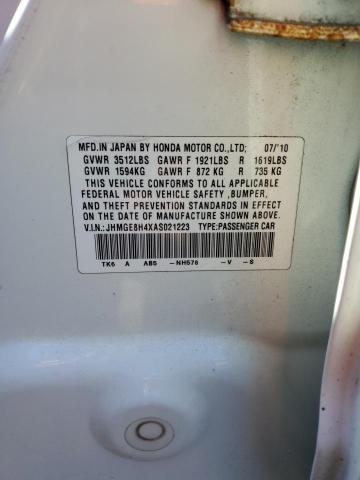 MFD.IN JAPAN BY HONDA MOTOR CO.,LTD; 07/'10
GVWR 3512LBS GAWR F 1921LBS R 1619LBS
GVWR 1594KG GAWR F 872 KG R 735 KG
THIS VEHICLE CONFORMS TO ALL APPLICABLE
FEDERAL MOTOR VEHICLE SAFETY ,BUMPER,
AND THEFT PREVENTION STANDARDS IN EFFECT
ON THE DATE OF MANUFACTURE SHOWN ABOVE.
V.I.N.: JHMGE8H4XAS021223 TYPE:PASSENGER CAR
TK6 A AB5 -NH578 -V -S